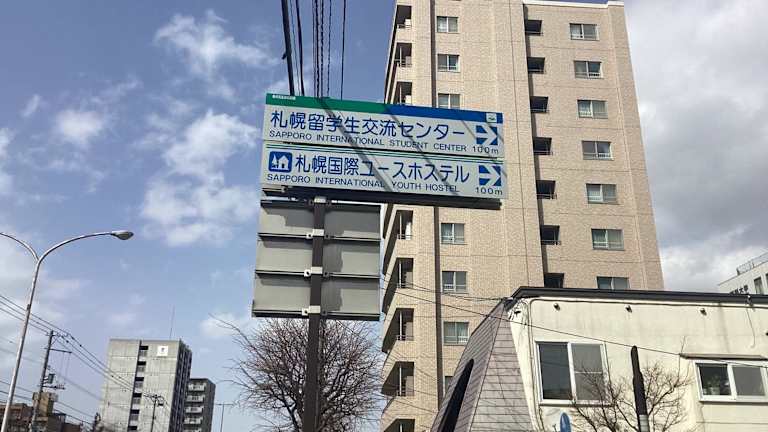 札幌留学生交流センター
SAPPORO INTERNATIONAL STUDENT CENTER 100m
札幌国際ユースホステル
SAPPORO INTERNATIONAL YOUTH HOSTEL 100m